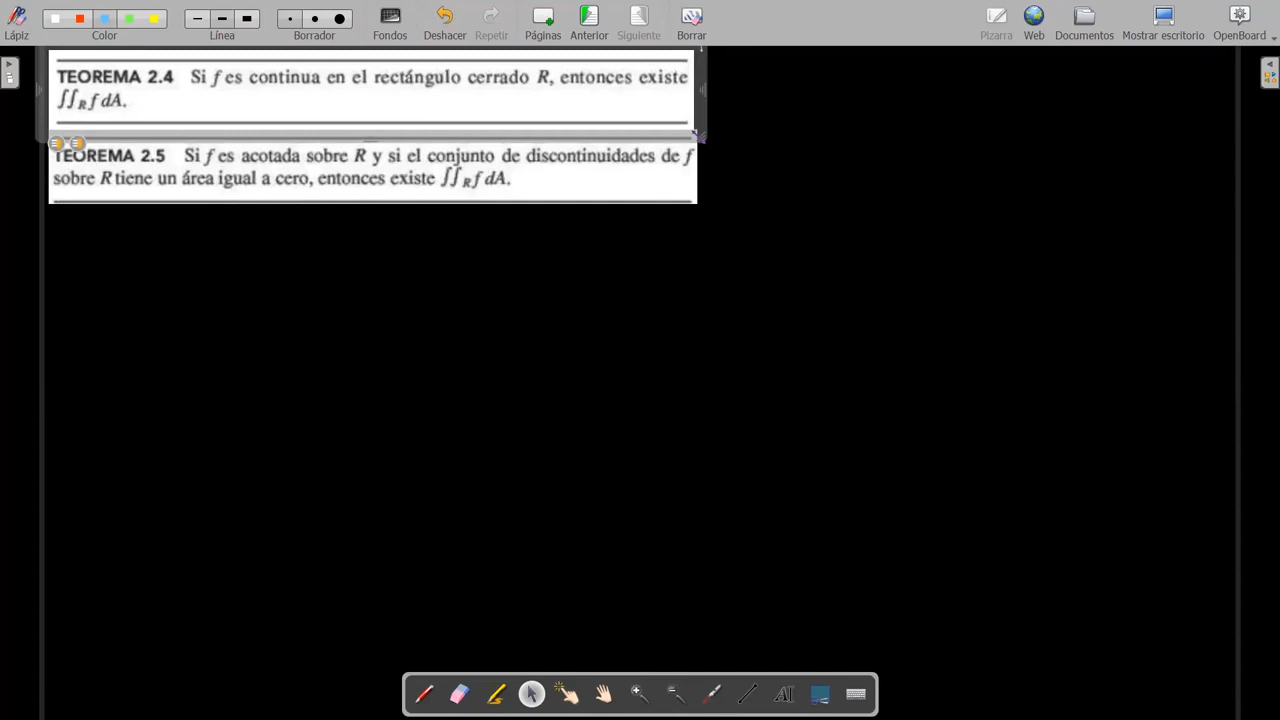 Lápiz
Color
Línea
Borrador
Fondos
Deshacer
Repetir
Páginas
Anterior
Siguiente
Borrar
Pizarra
Web
Documentos
Mostrar escritorio
OpenBoard
TEOREMA 2.4 Si f es continua en el rectángulo cerrado R, entonces existe
∫∫R f dA.
TEOREMA 2.5 Si f es acotada sobre R y si el conjunto de discontinuidades de f
sobre R tiene un área igual a cero, entonces existe ∫∫R f dA.
AI